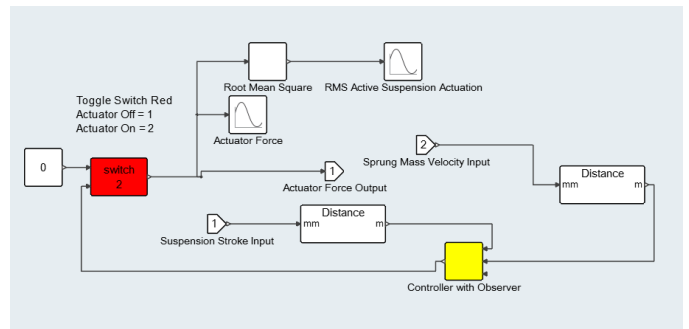 Root Mean Square
RMS Active Suspension Actuation
Toggle Switch Red
Actuator Off = 1
Actuator On = 2
Actuator Force
0
switch
2
1
Actuator Force Output
2
Sprung Mass Velocity Input
Distance
mm m
1
Suspension Stroke Input
Distance
mm m
Controller with Observer